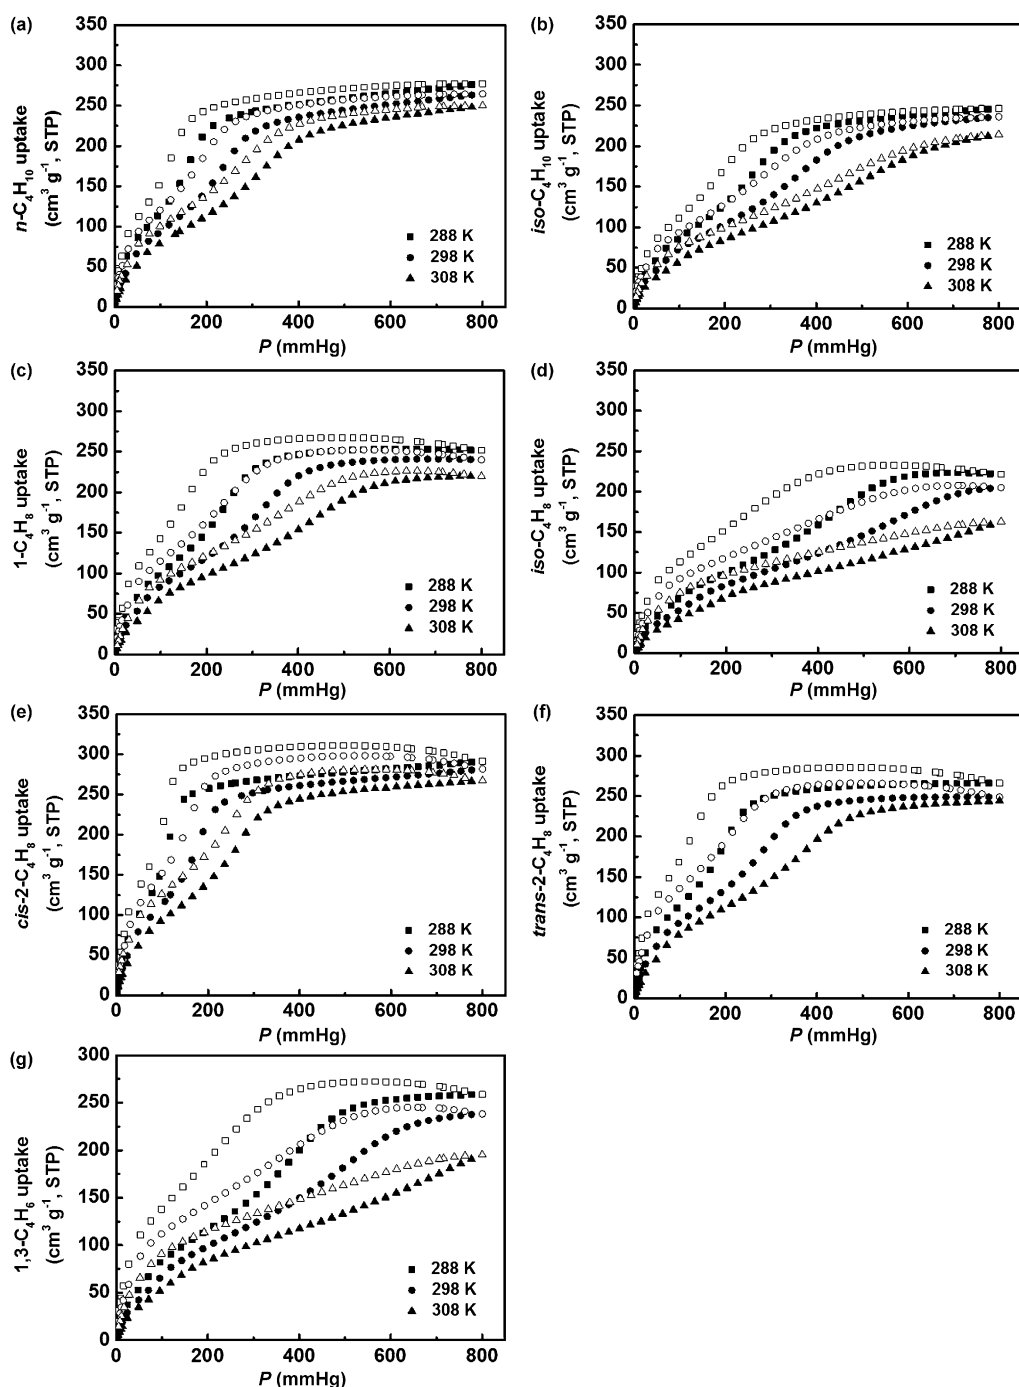 (a)
350
300
250
200
150
100
50
0
n-C₄H₁₀ uptake
(cm³ g⁻¹, STP)
288 K
298 K
308 K
0 200 400 600 800
P (mmHg)
(b)
350
300
250
200
150
100
50
0
iso-C₄H₁₀ uptake
(cm³ g⁻¹, STP)
288 K
298 K
308 K
0 200 400 600 800
P (mmHg)
(c)
350
300
250
200
150
100
50
0
1-C₄H₈ uptake
(cm³ g⁻¹, STP)
288 K
298 K
308 K
0 200 400 600 800
P (mmHg)
(d)
350
300
250
200
150
100
50
0
iso-C₄H₈ uptake
(cm³ g⁻¹, STP)
288 K
298 K
308 K
0 200 400 600 800
P (mmHg)
(e)
350
300
250
200
150
100
50
0
cis-2-C₄H₈ uptake
(cm³ g⁻¹, STP)
288 K
298 K
308 K
0 200 400 600 800
P (mmHg)
(f)
350
300
250
200
150
100
50
0
trans-2-C₄H₈ uptake
(cm³ g⁻¹, STP)
288 K
298 K
308 K
0 200 400 600 800
P (mmHg)
(g)
300
250
200
150
100
50
0
1,3-C₄H₆ uptake
(cm³ g⁻¹, STP)
288 K
298 K
308 K
0 200 400 600 800
P (mmHg)